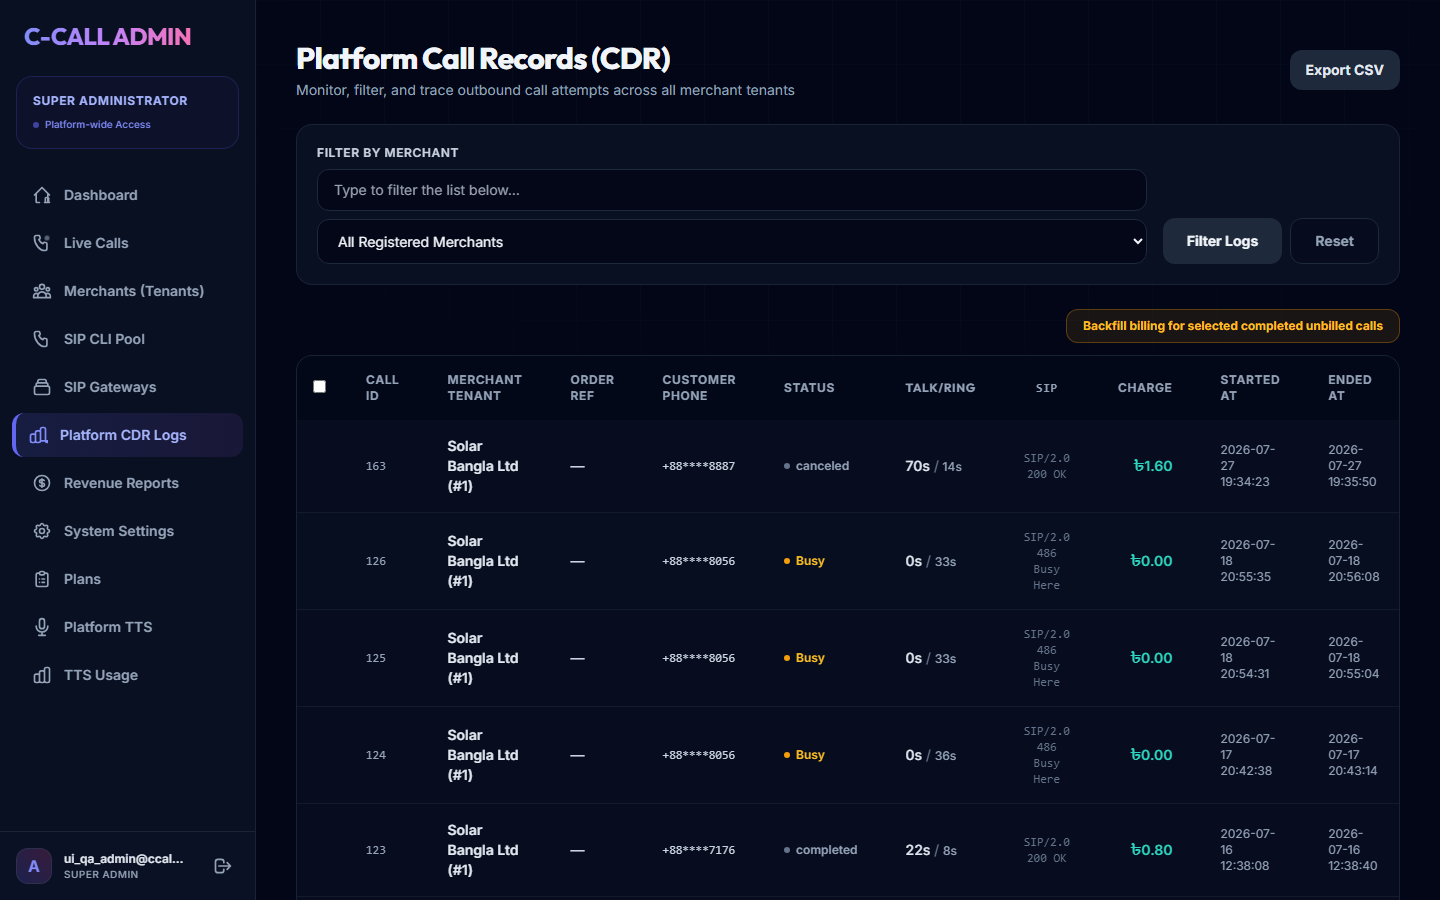 C-CALL ADMIN
SUPER ADMINISTRATOR
Platform-wide Access
Dashboard
Live Calls
Merchants (Tenants)
SIP CLI Pool
SIP Gateways
Platform CDR Logs
Revenue Reports
System Settings
Plans
Platform TTS
TTS Usage
A
ui_qa_admin@ccal...
SUPER ADMIN
Platform Call Records (CDR)
Monitor, filter, and trace outbound call attempts across all merchant tenants
Export CSV
FILTER BY MERCHANT
Type to filter the list below...
All Registered Merchants
Filter Logs
Reset
Backfill billing for selected completed unbilled calls
CALL ID
MERCHANT TENANT
ORDER REF
CUSTOMER PHONE
STATUS
TALK/RING
SIP
CHARGE
STARTED AT
ENDED AT
163
Solar
Bangla Ltd
(#1)
—
+88****8887
canceled
70s / 14s
SIP/2.0
200 OK
৳1.60
2026-07-
27
19:34:23
2026-
07-27
19:35:50
126
Solar
Bangla Ltd
(#1)
—
+88****8056
Busy
0s / 33s
SIP/2.0
486
Busy
Here
৳0.00
2026-07-
18
20:55:35
2026-
07-18
20:56:08
125
Solar
Bangla Ltd
(#1)
—
+88****8056
Busy
0s / 33s
SIP/2.0
486
Busy
Here
৳0.00
2026-07-
18
20:54:31
2026-
07-18
20:55:04
124
Solar
Bangla Ltd
(#1)
—
+88****8056
Busy
0s / 36s
SIP/2.0
486
Busy
Here
৳0.00
2026-07-
17
20:42:38
2026-
07-17
20:43:14
123
Solar
Bangla Ltd
(#1)
—
+88****7176
completed
22s / 8s
SIP/2.0
200 OK
৳0.80
2026-07-
16
12:38:08
2026-
07-16
12:38:40